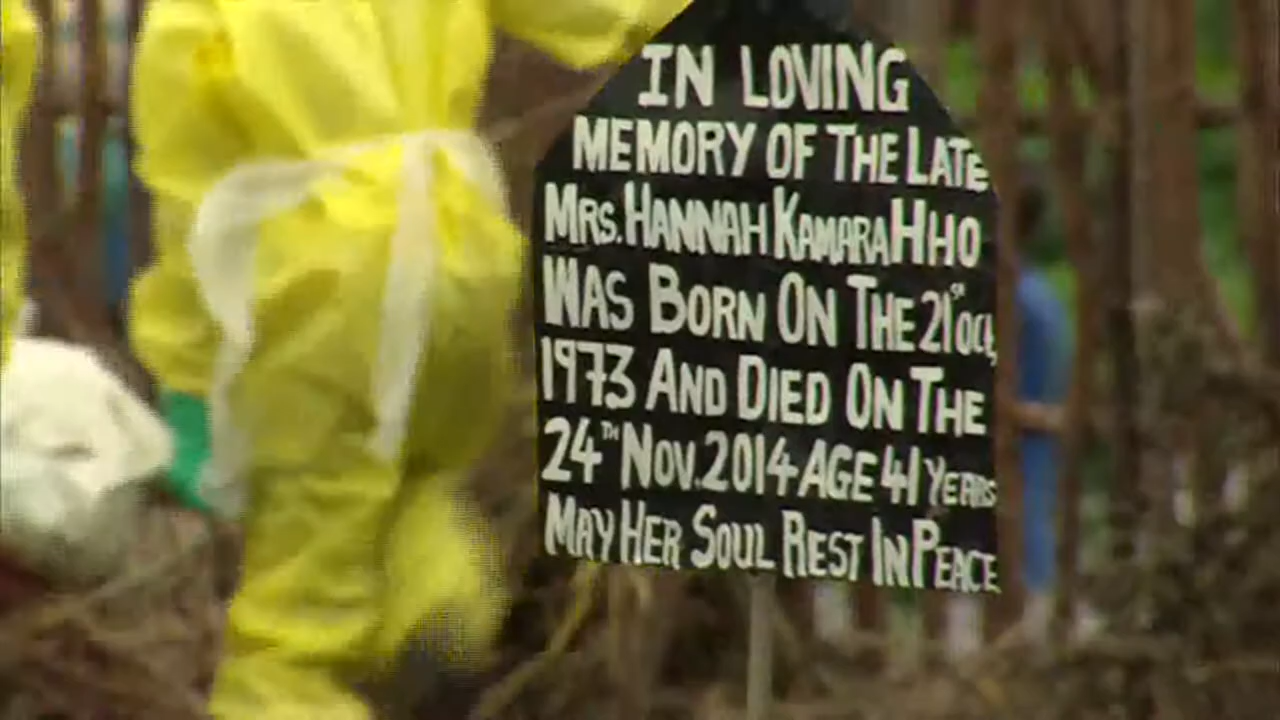 IN LOVING
MEMORY OF THE LATE
MRS. HANNAH KAMARA HHO
WAS BORN ON THE 21ST OCT,
1973 AND DIED ON THE
24TH NOV. 2014 AGE 41 YEARS
MAY HER SOUL REST IN PEACE